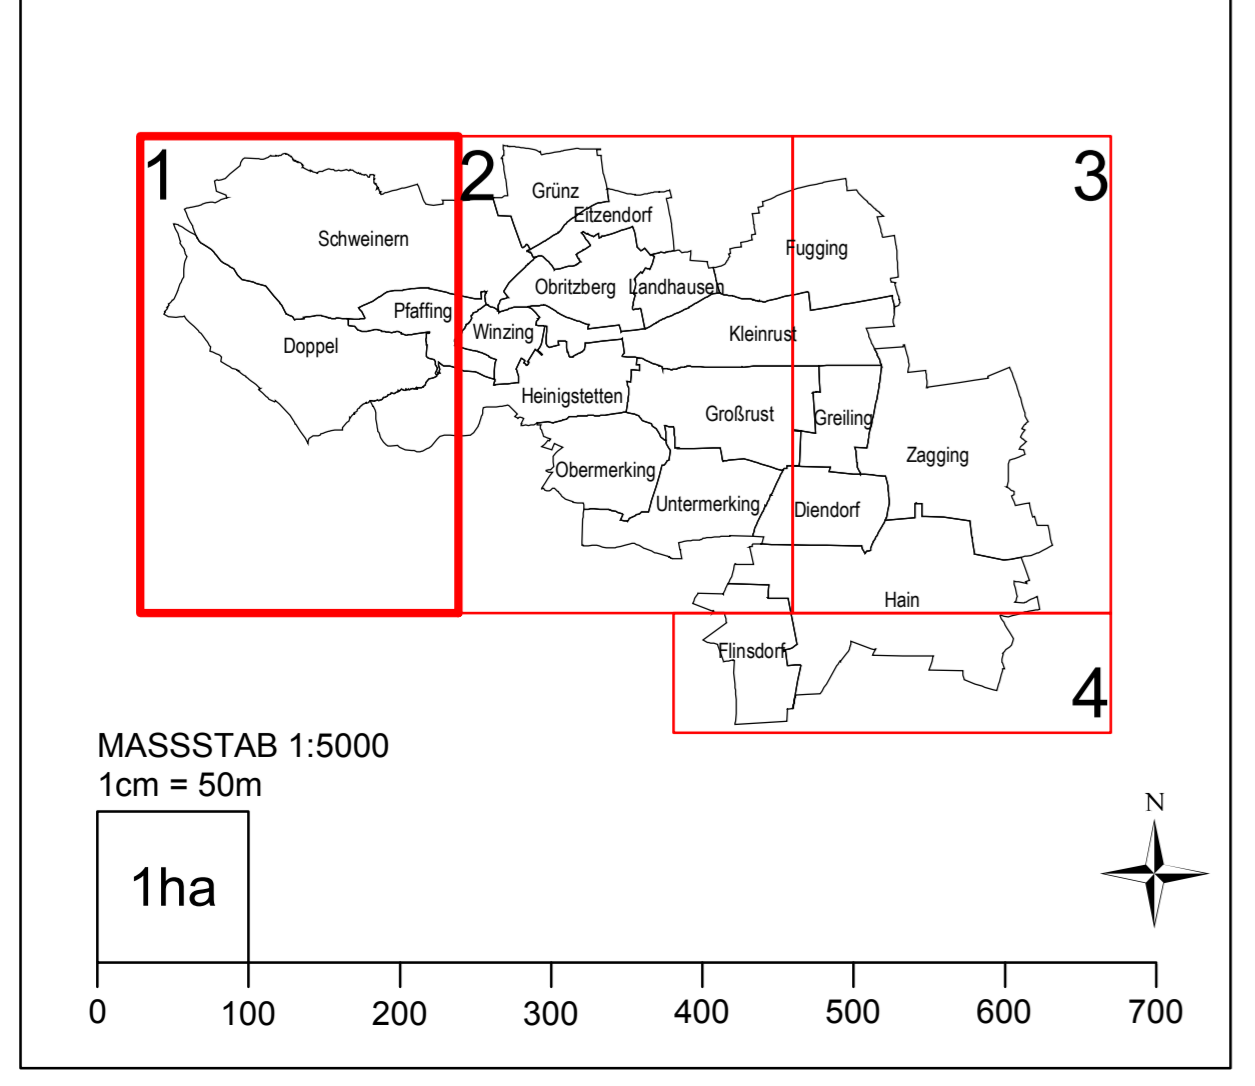 1
2
3
Grünz
Eitzendorf
Schweinern
Fugging
Obritzberg
Landhausen
Pfaffing
Winzing
Kleinrust
Doppel
Heinigstetten
Großrust
Greiling
Zagging
Obermerking
Untermerking
Diendorf
Hain
Flinsdorf
4
MASSSTAB 1:5000
1cm = 50m
N
1ha
0 100 200 300 400 500 600 700